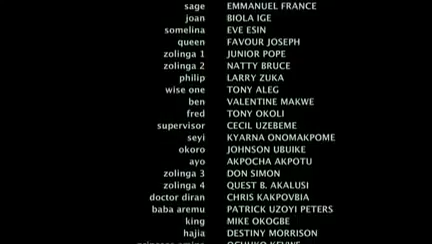 sage EMMANUEL FRANCE
joan BIOLA IGE
somelina EVE ESIN
queen FAVOUR JOSEPH
zolinga 1 JUNIOR POPE
zolinga 2 NATTY BRUCE
philip LARRY ZUKA
wise one TONY ALEG
ben VALENTINE MAKWE
fred TONY OKOLI
supervisor CECIL UZEBEME
seyi KYARNA ONOMAKPOME
okoro JOHNSON UBUIKE
ayo AKPOCHA AKPOTU
zolinga 3 DON SIMON
zolinga 4 QUEST B. AKALUSI
doctor diran CHRIS KAKPOVBIA
baba aremu PATRICK UZOYI PETERS
king MIKE OKOGBE
hajia DESTINY MORRISON